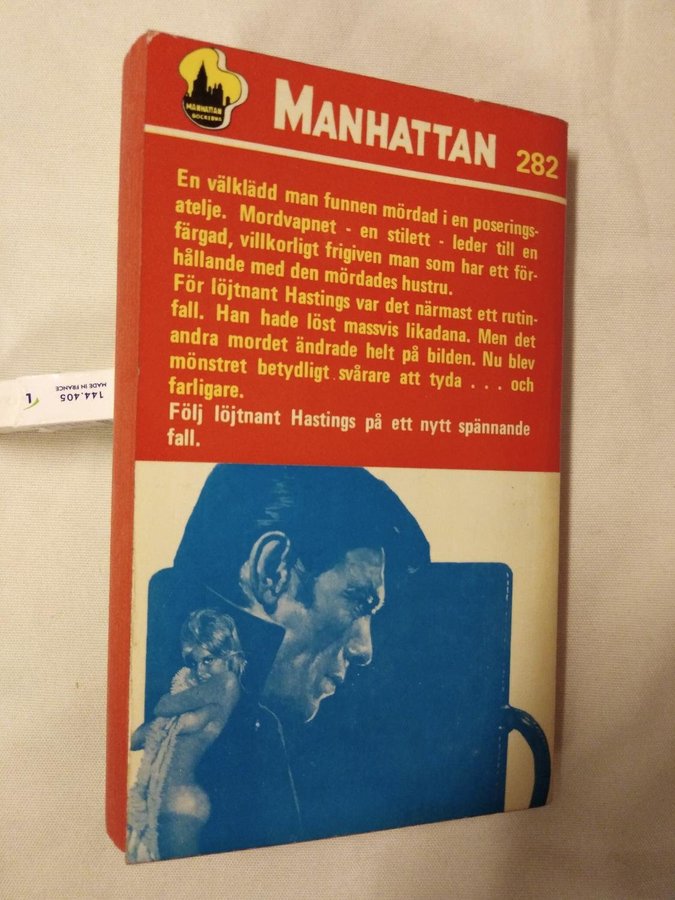 MANHATTAN
BOCKERNA
MANHATTAN
282
En välklädd man funnen mördad i en poserings-
atelje. Mordvapnet - en stilett - leder till en
färgad, villkorligt frigiven man som har ett för-
hållande med den mördades hustru.
För löjtnant Hastings var det närmast ett rutin-
fall. Han hade löst massvis likadana. Men det
andra mordet ändrade helt på bilden. Nu blev
mönstret betydligt svårare att tyda . . . och
farligare.
Följ löjtnant Hastings på ett nytt spännande
fall.
144.405
MADE IN FRANCE
L